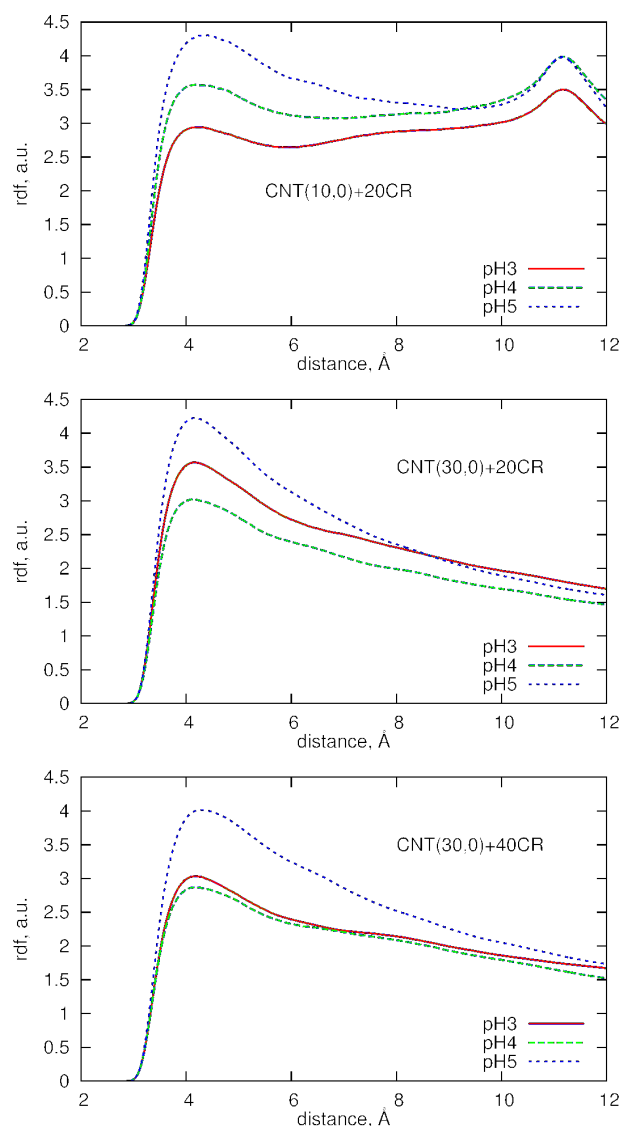 4.5
4
3.5
3
2.5
2
1.5
1
0.5
0
rdf, a.u.
CNT(10,0)+20CR
pH3
pH4
pH5
2 4 6 8 10 12
distance, Å
4.5
4
3.5
3
2.5
2
1.5
1
0.5
0
rdf, a.u.
CNT(30,0)+20CR
pH3
pH4
pH5
2 4 6 8 10 12
distance, Å
4.5
4
3.5
3
2.5
2
1.5
1
0.5
0
rdf, a.u.
CNT(30,0)+40CR
pH3
pH4
pH5
2 4 6 8 10 12
distance, Å